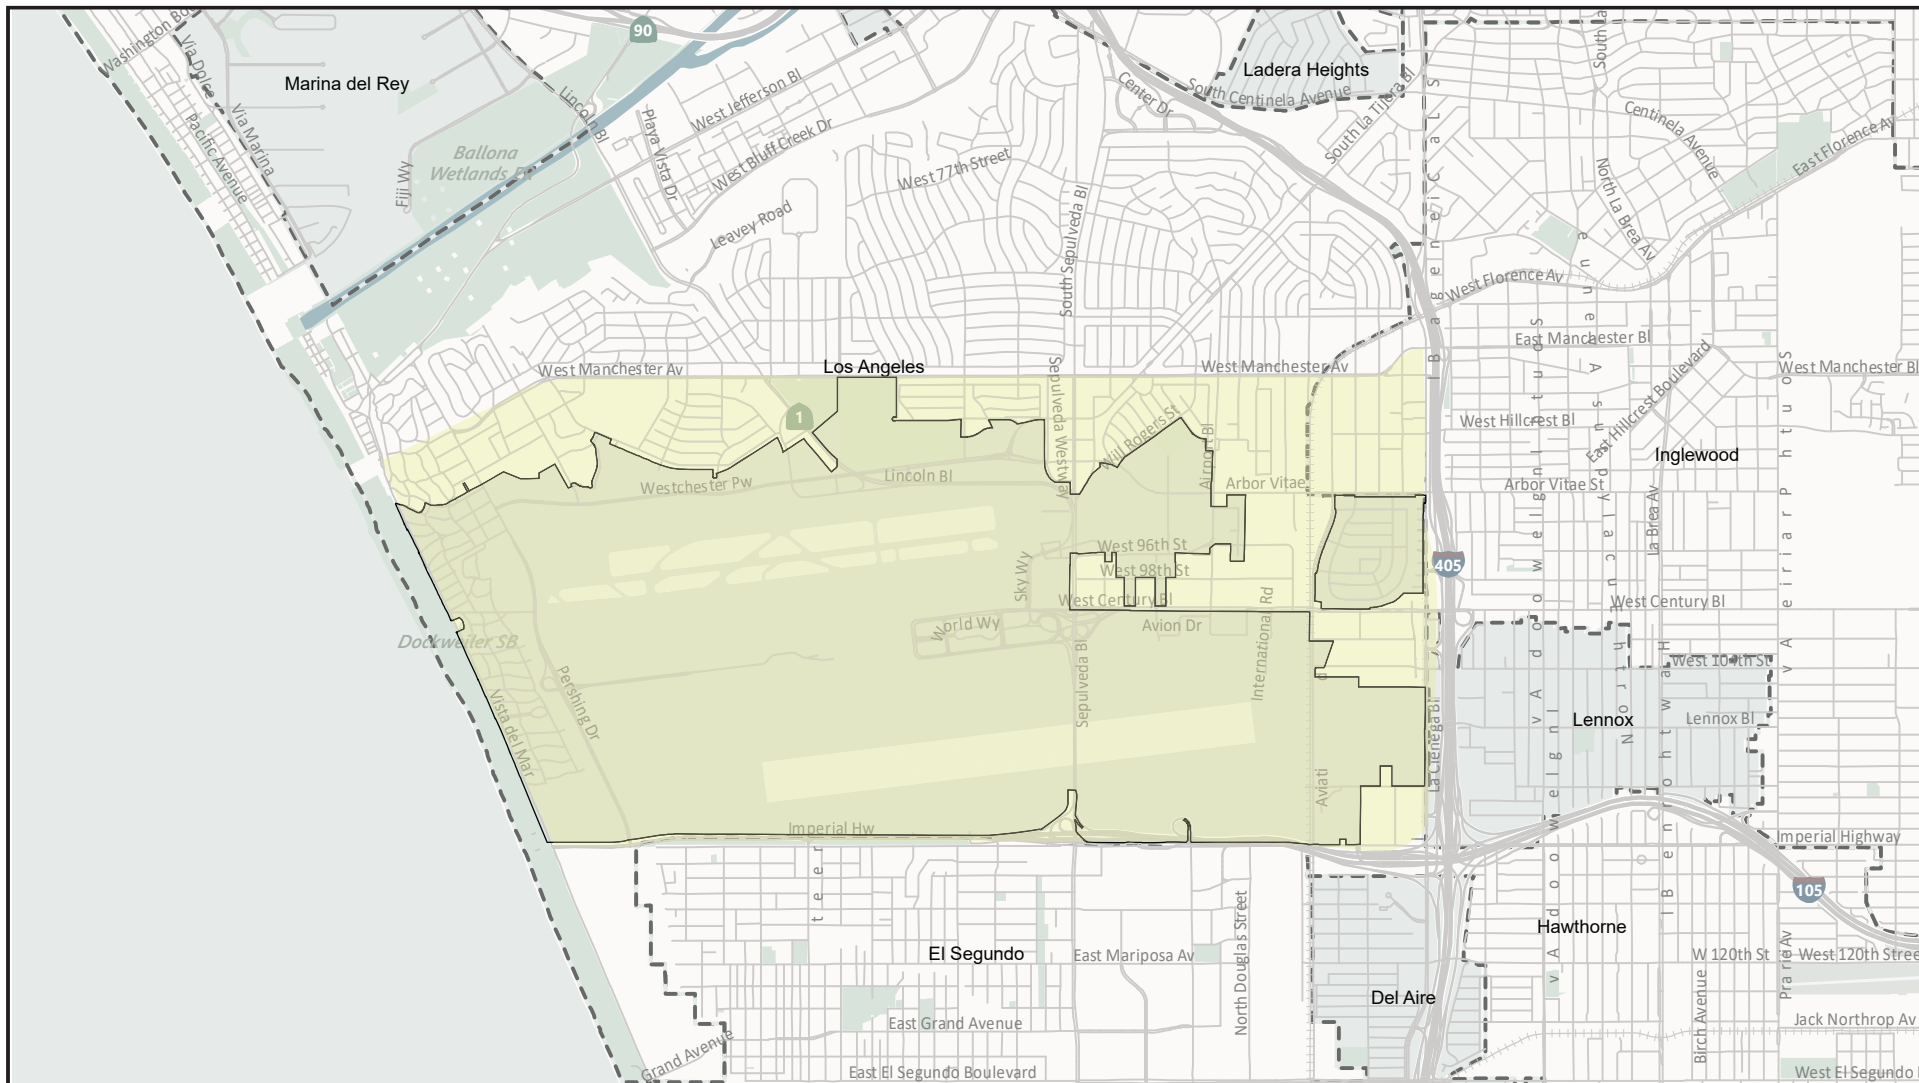 Washington Bo
Via Dolce
90
Marina del Rey
Ladera Heights
South La
Center Dr
South Centinela Avenue
South La Tijera Bl
West Jefferson Bl
Lincoln Bl
Playa Vista Dr
West Bluff Creek Dr
Pacific Avenue
Via Marina
Fiji Wy
Ballona
Wetlands
West 77th Street
Centinela Avenue
East Florence Av
North La Brea Av
Leavey Road
South Sepulveda Bl
West Florence Av
East Manchester Bl
West Manchester Av
Los Angeles
West Manchester Av
West Manchester Bl
1
Sepulveda Westway
Will Rogers St
Airport Bl
West Hillcrest Bl
East Hillcrest Boulevard
Inglewood
Westchester Pw
Lincoln Bl
Arbor Vitae
Arbor Vitae St
La Brea Av
West 96th St
West 98th St
Sky Wy
405
West Century Bl
West Century Bl
World Wy
Avion Dr
International Rd
Dockweiler SB
Pershing Dr
Vista del Mar
Sepulveda Bl
West 104th St
Lennox
Lennox Bl
La Cienega Bl
Aviati
Imperial Hw
Imperial Highway
105
t e e r
El Segundo
East Mariposa Av
North Douglas Street
Hawthorne
W 120th St
West 120th Stree
Prairie Av
Del Aire
East Grand Avenue
Birch Avenue
Jack Northrop Av
Grand Avenue
East El Segundo Boulevard
West El Segundo